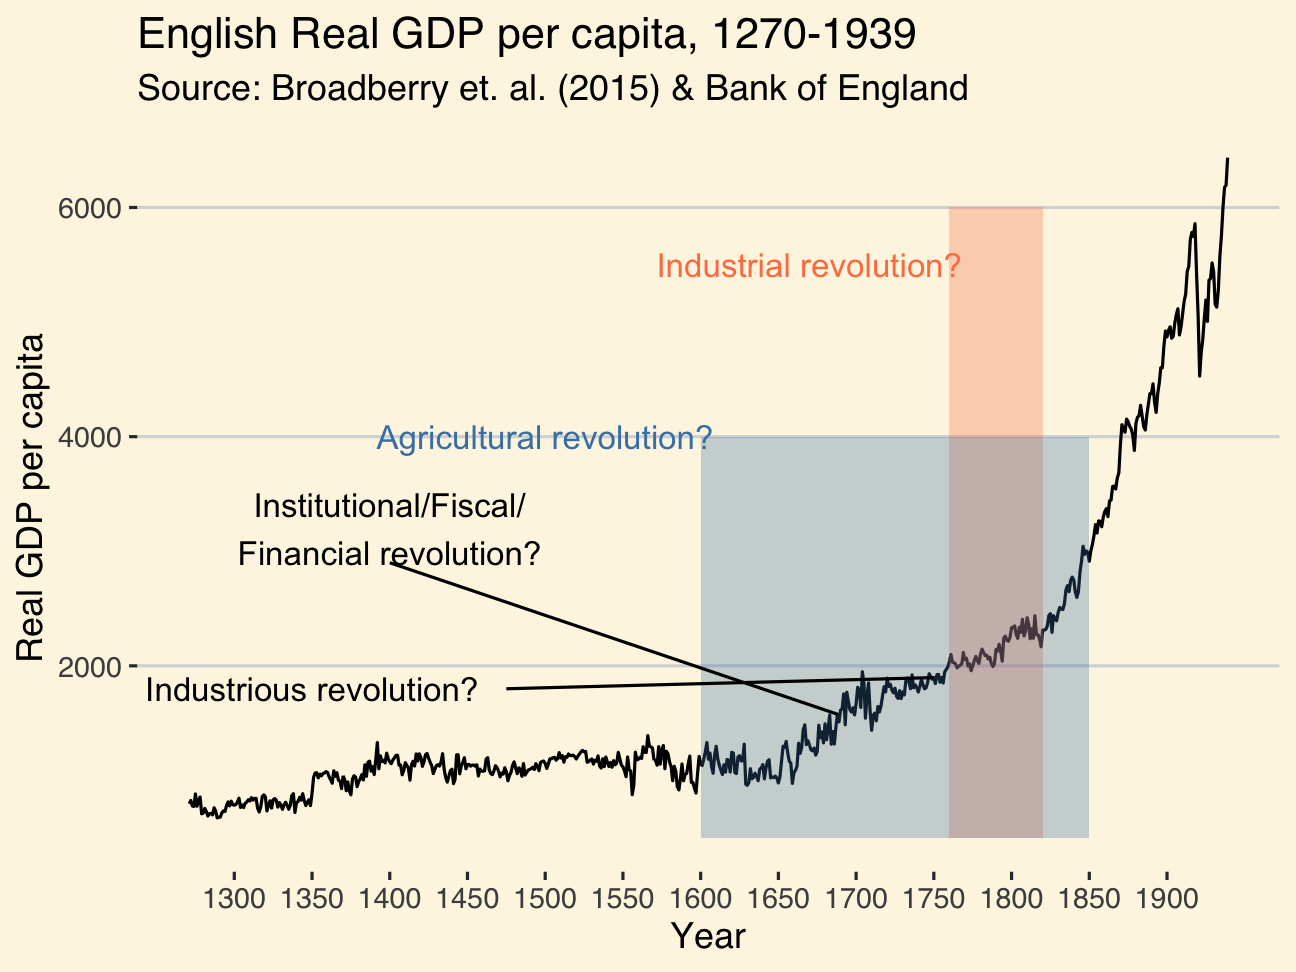 English Real GDP per capita, 1270-1939
Source: Broadberry et. al. (2015) & Bank of England
6000
Industrial revolution?
4000
Agricultural revolution?
Institutional/Fiscal/
Financial revolution?
2000
Industrious revolution?
Real GDP per capita
1300 1350 1400 1450 1500 1550 1600 1650 1700 1750 1800 1850 1900
Year